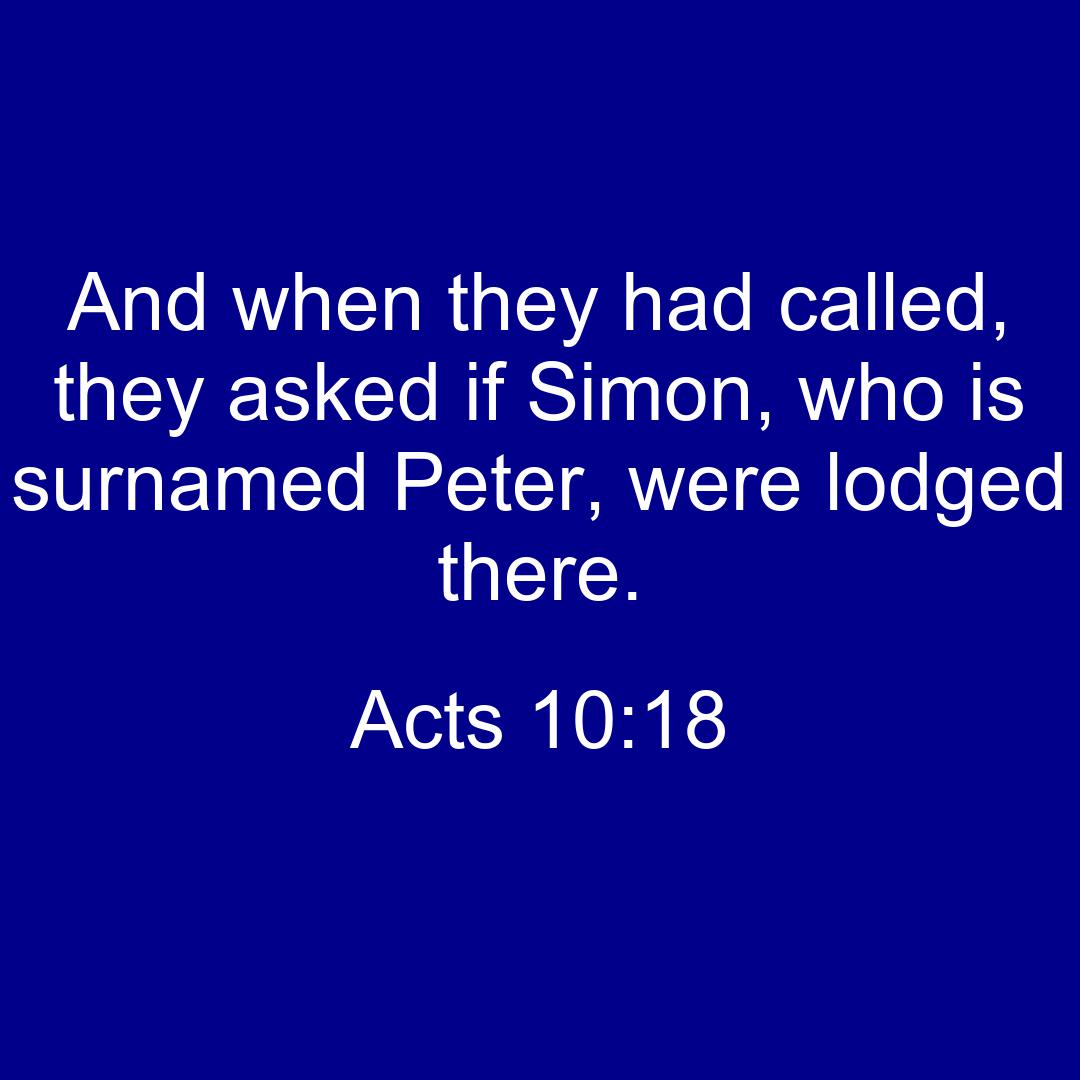 And when they had called,
they asked if Simon, who is
surnamed Peter, were lodged
there.
Acts 10:18